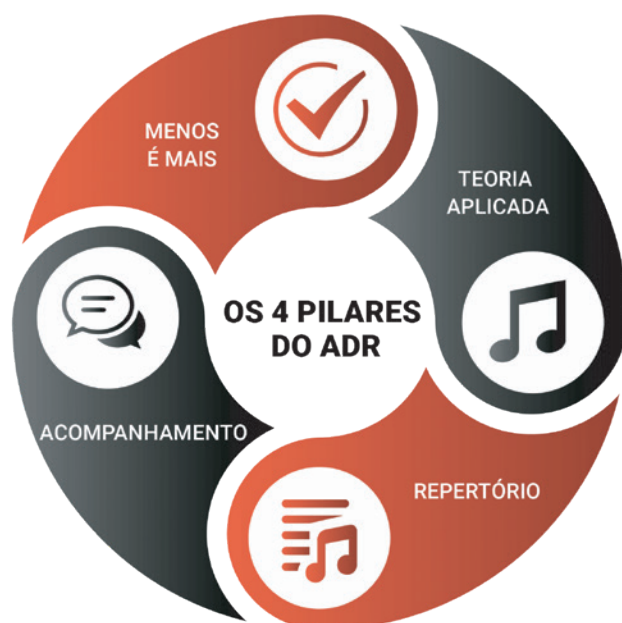 MENOS
É MAIS
TEORIA
APLICADA
OS 4 PILARES
DO ADR
ACOMPANHAMENTO
REPERTÓRIO